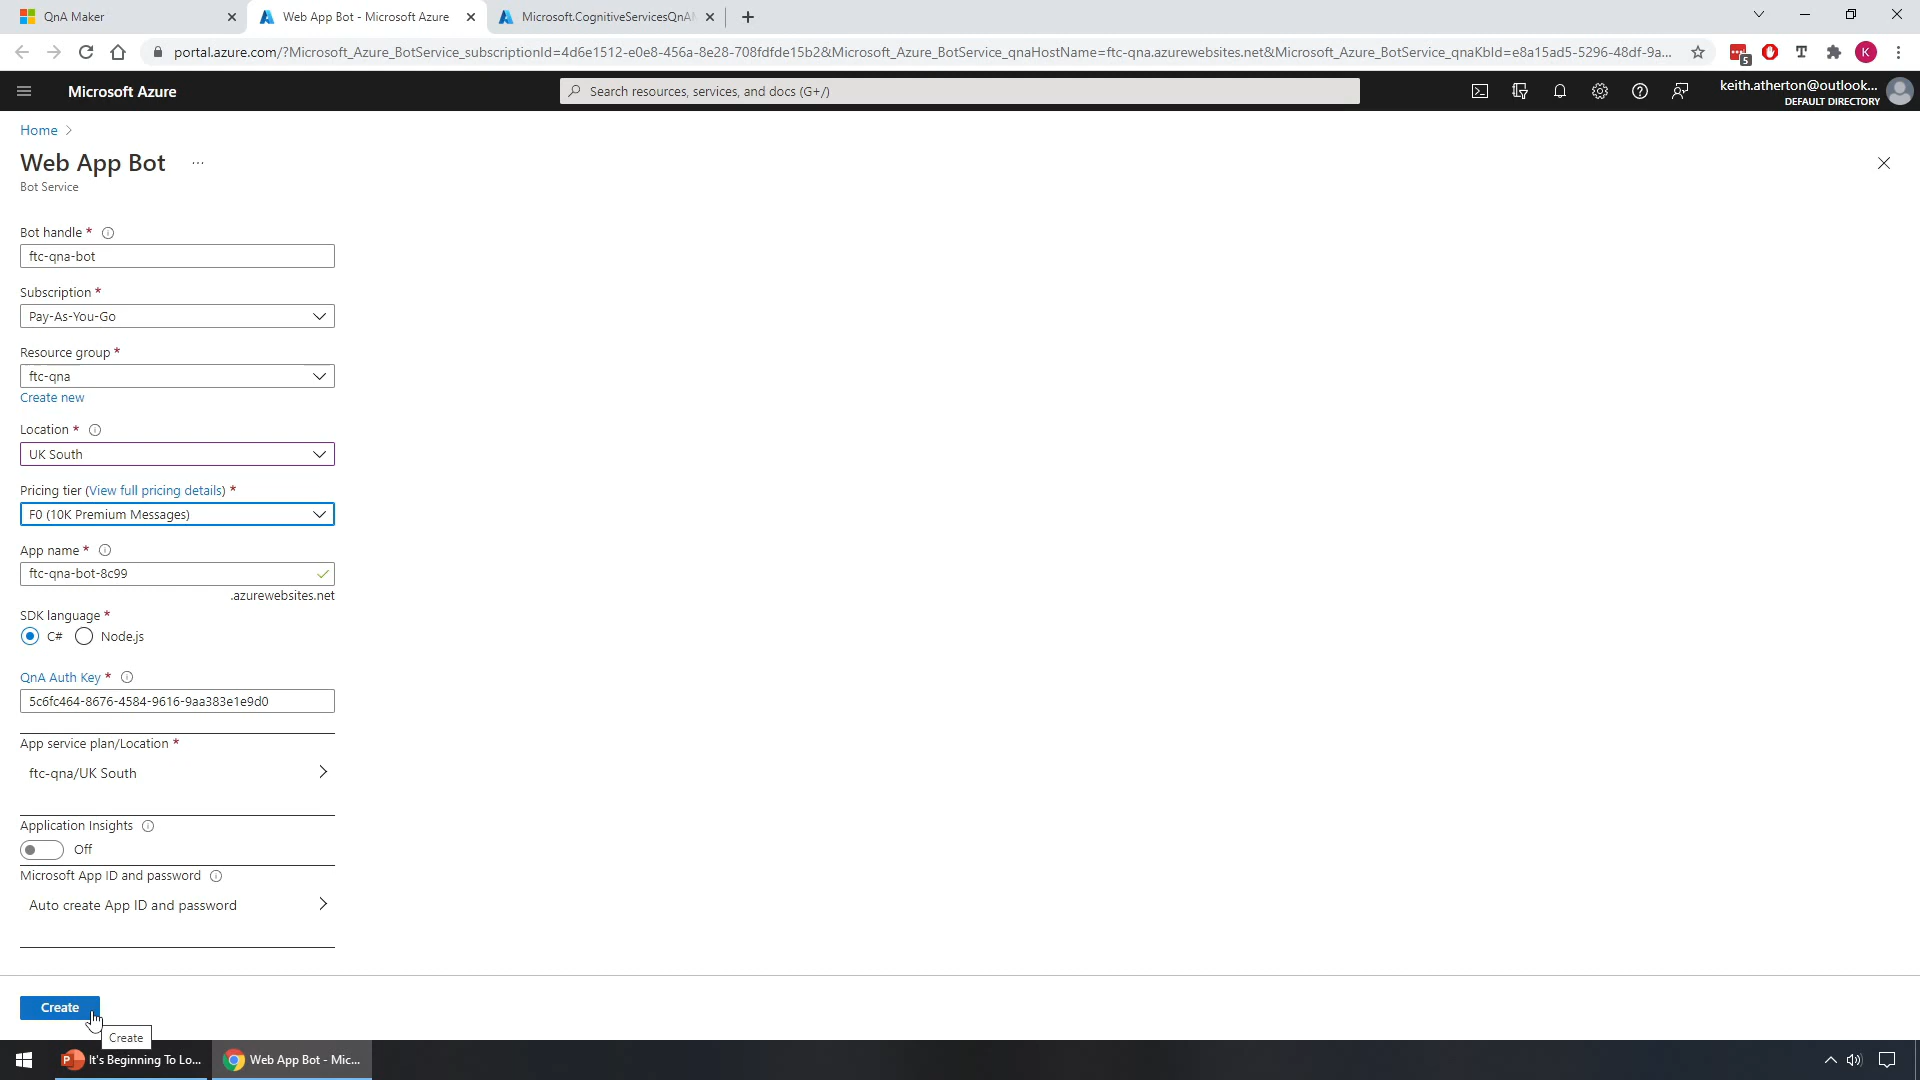 QnA Maker
Web App Bot - Microsoft Azure
Microsoft.CognitiveServicesQnAM
portal.azure.com/?Microsoft_Azure_BotService_subscriptionId=4d6e1512-e0e8-456a-8e28-708fdfde15b2&Microsoft_Azure_BotService_qnaHostName=ftc-qna.azurewebsites.net&Microsoft_Azure_BotService_qnaKbId=e8a15ad5-5296-48df-9a...
5
T
K
Microsoft Azure
Search resources, services, and docs (G+/)
keith.atherton@outlook...
DEFAULT DIRECTORY
Home >
Web App Bot ...
Bot Service
Bot handle *
ftc-qna-bot
Subscription *
Pay-As-You-Go
Resource group *
ftc-qna
Create new
Location *
UK South
Pricing tier (View full pricing details) *
F0 (10K Premium Messages)
App name *
ftc-qna-bot-8c99
.azurewebsites.net
SDK language *
C# Node.js
QnA Auth Key *
5c6fc464-8676-4584-9616-9aa383e1e9d0
App service plan/Location *
ftc-qna/UK South
Application Insights
Off
Microsoft App ID and password
Auto create App ID and password
Create
Create
It's Beginning To Lo...
Web App Bot - Mic...